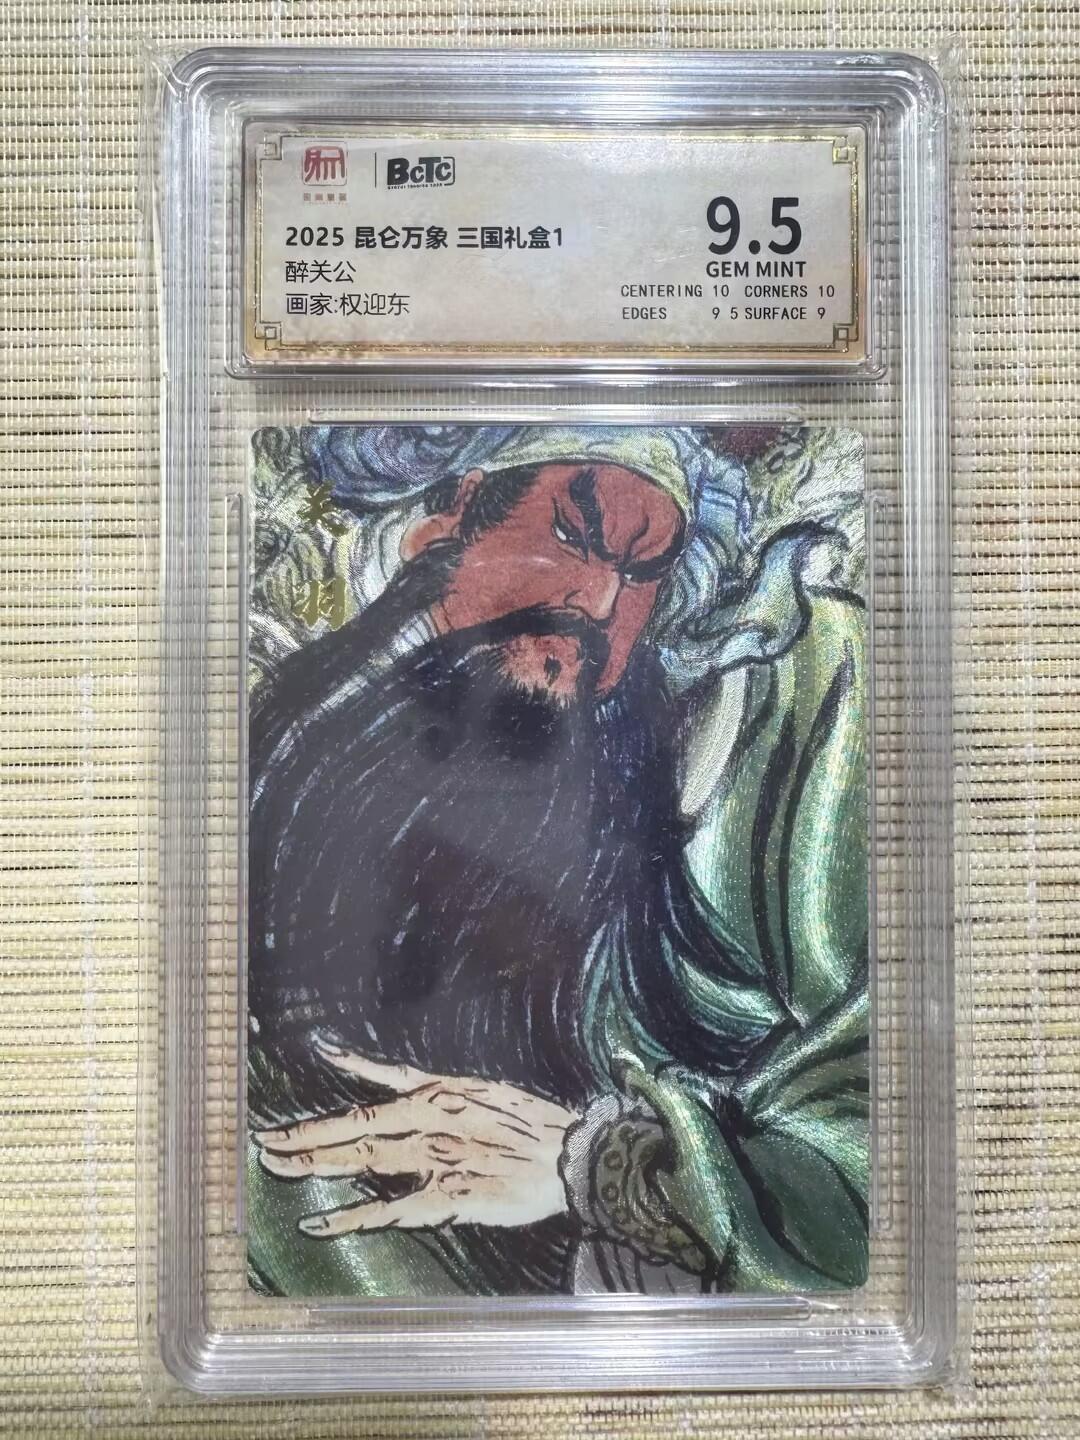 BCTC
2025 昆仑万象 三国礼盒1
醉关公
画家:权迎东
9.5
GEM MINT
CENTERING 10 CORNERS 10
EDGES 9 5 SURFACE 9
关
羽